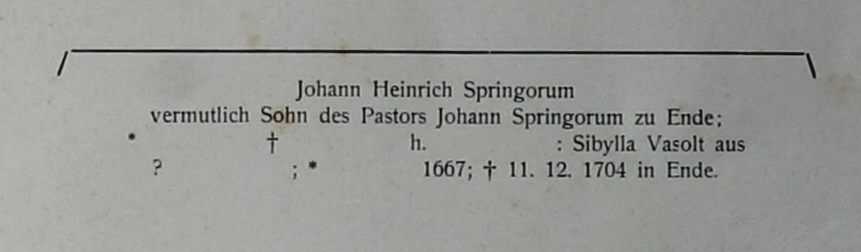 Johann Heinrich Springorum
vermutlich Sohn des Pastors Johann Springorum zu Ende;
* † h. : Sibylla Vasolt aus
? ; * 1667; † 11. 12. 1704 in Ende.